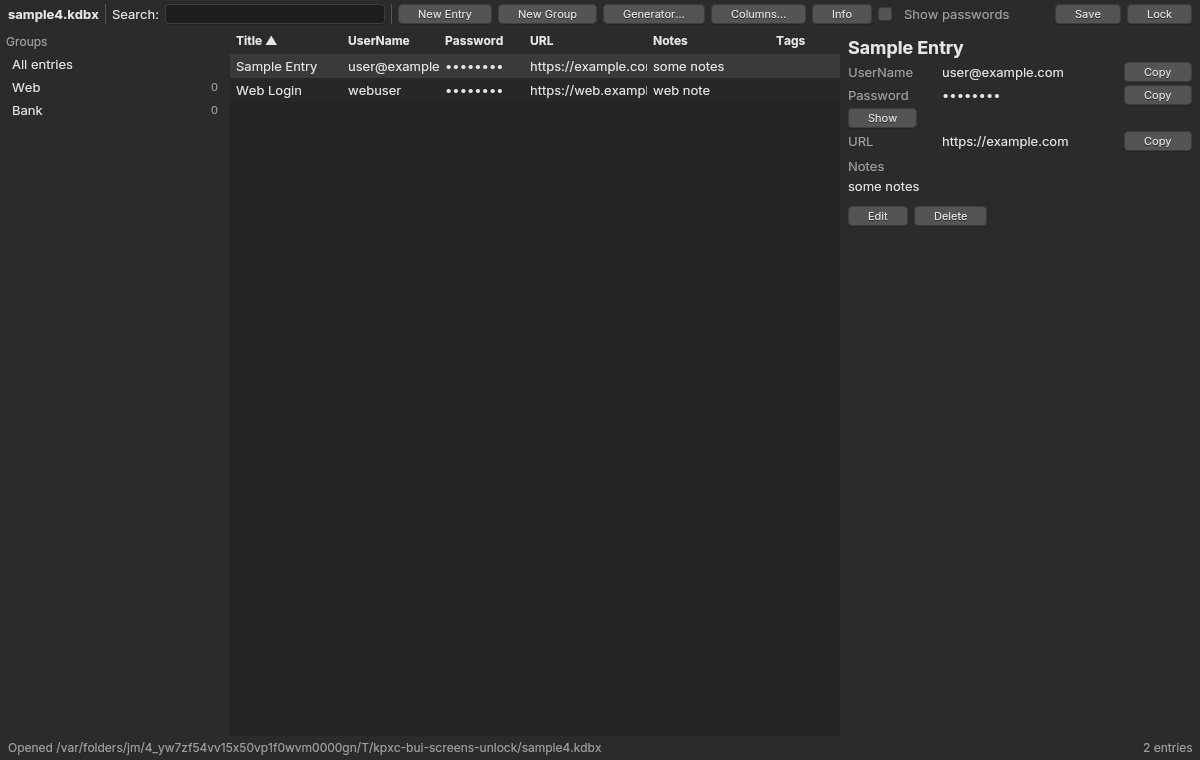 sample4.kdbx Search: New Entry New Group Generator... Columns... Info Show passwords Save Lock
Groups
All entries
Web 0
Bank 0
Title ▲ UserName Password URL Notes Tags
Sample Entry user@example •••••••• https://example.co some notes
Web Login webuser •••••••• https://web.exampl web note
Sample Entry
UserName user@example.com Copy
Password •••••••• Copy
Show
URL https://example.com Copy
Notes
some notes
Edit Delete
Opened /var/folders/jm/4_yw7zf54vv15x50vp1f0wvm0000gn/T/kpxc-bui-screens-unlock/sample4.kdbx 2 entries